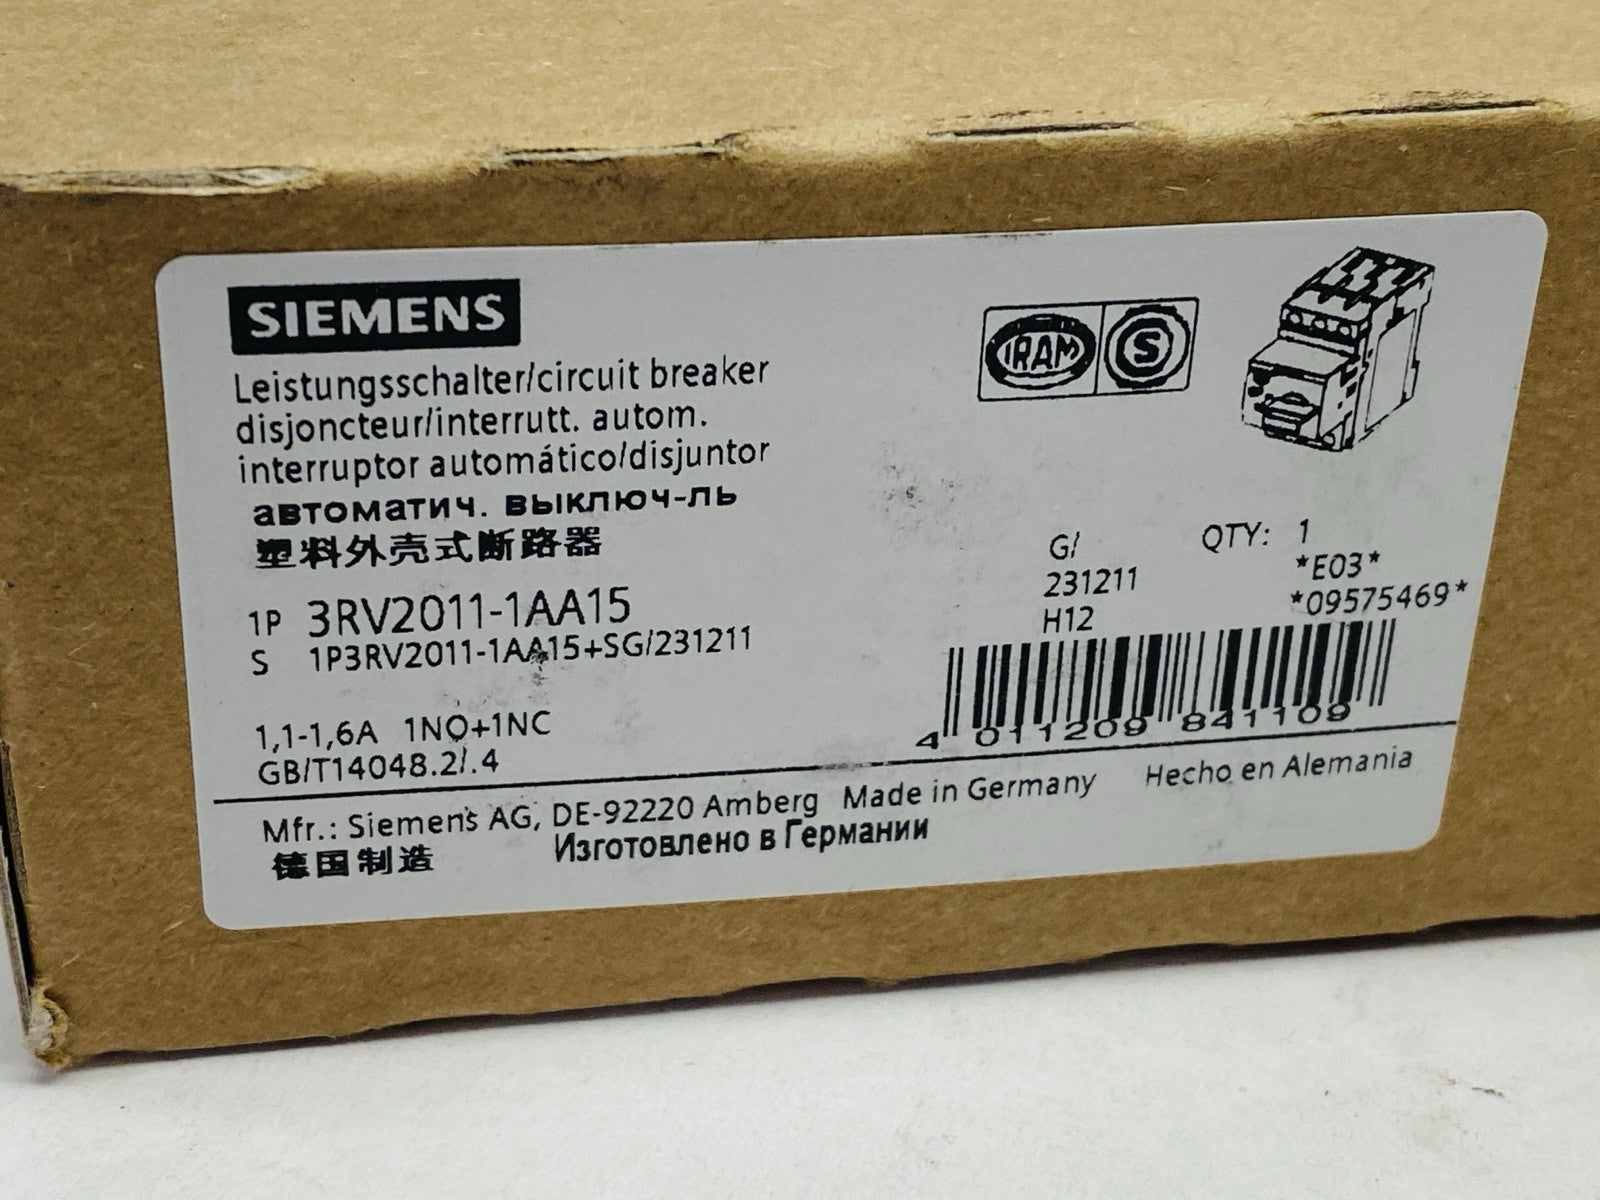 SIEMENS
Leistungsschalter/circuit breaker
disjoncteur/interrutt. autom.
interruptor automático/disjuntor
автоматич. выключ-ль
塑料外壳式断路器
IRAM S
1P 3RV2011-1AA15
S 1P3RV2011-1AA15+SG/231211
1,1-1,6A 1NO+1NC
GB/T14048.2/.4
G/
231211
H12
QTY: 1
*E03*
*09575469*
4 011209 841109
Mfr.: Siemens AG, DE-92220 Amberg Made in Germany Hecho en Alemania
德国制造 Изготовлено в Германии